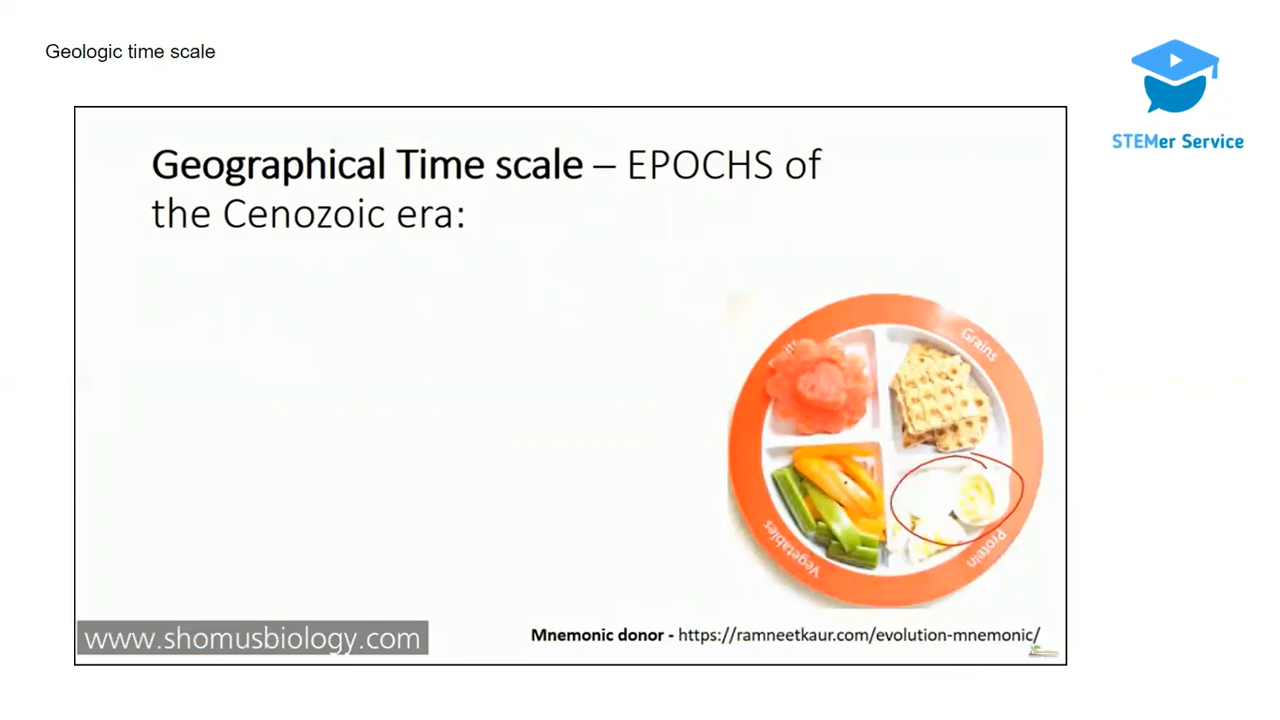 Geologic time scale
STEMer Service
Geographical Time scale – EPOCHS of
the Cenozoic era:
Grains
Vegetables
Protein
www.shomusbiology.com
Mnemonic donor - https://ramneetkaur.com/evolution-mnemonic/